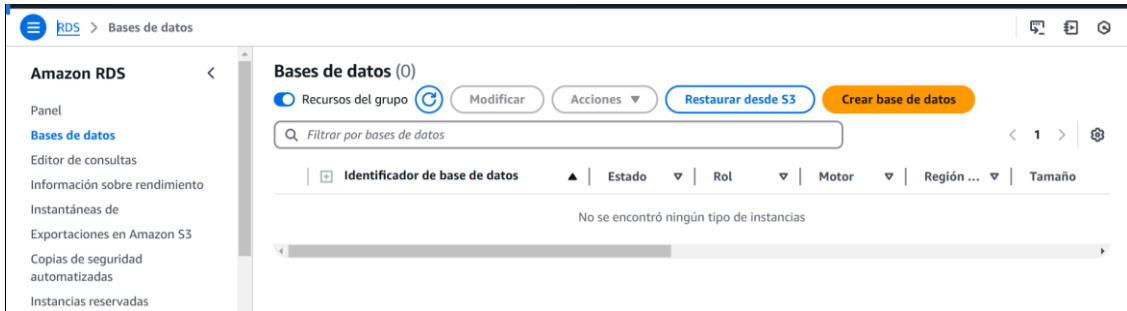 RDS > Bases de datos
Amazon RDS
Panel
Bases de datos
Editor de consultas
Información sobre rendimiento
Instantáneas de
Exportaciones en Amazon S3
Copias de seguridad
automatizadas
Instancias reservadas
Bases de datos (0)
Recursos del grupo Modificar Acciones Restaurar desde S3 Crear base de datos
Filtrar por bases de datos
1
Identificador de base de datos Estado Rol Motor Región ... Tamaño
No se encontró ningún tipo de instancias